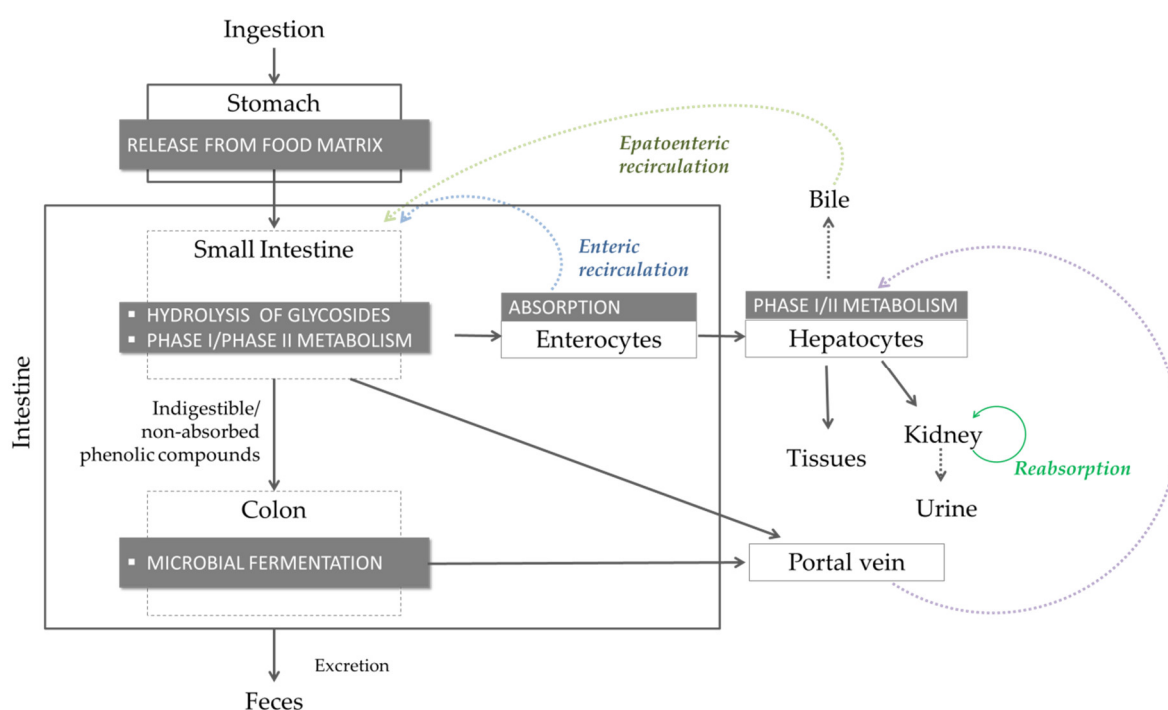 Ingestion
Stomach
RELEASE FROM FOOD MATRIX
Epatoenteric
recirculation
Bile
Small Intestine
Enteric
recirculation
▪ HYDROLYSIS OF GLYCOSIDES
▪ PHASE I/PHASE II METABOLISM
ABSORPTION
Enterocytes
PHASE I/II METABOLISM
Hepatocytes
Intestine
Indigestible/
non-absorbed
phenolic compounds
Tissues
Kidney
Reabsorption
Urine
Colon
▪ MICROBIAL FERMENTATION
Portal vein
Excretion
Feces